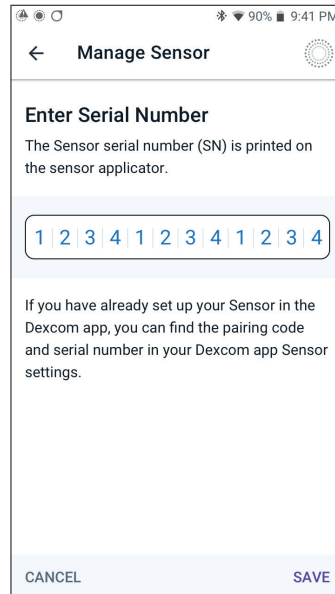 90% 9:41 PM
Manage Sensor
Enter Serial Number
The Sensor serial number (SN) is printed on
the sensor applicator.
1 2 3 4 1 2 3 4 1 2 3 4
If you have already set up your Sensor in the
Dexcom app, you can find the pairing code
and serial number in your Dexcom app Sensor
settings.
CANCEL SAVE